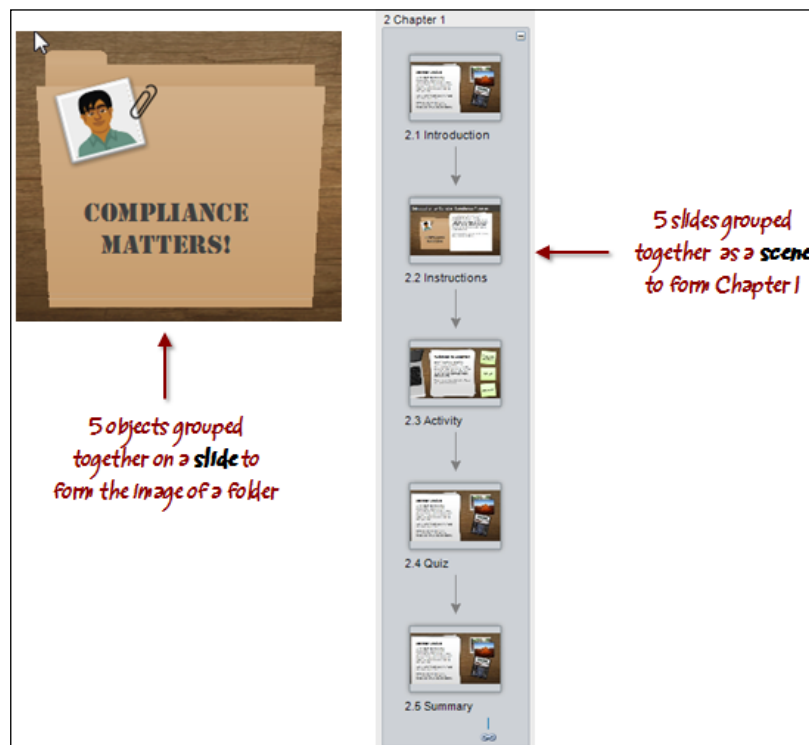 2 Chapter 1
COMPLIANCE
MATTERS!
5 objects grouped
together on a slide to
form the image of a folder
2.1 Introduction
2.2 Instructions
2.3 Activity
2.4 Quiz
2.5 Summary
5 slides grouped
together as a scene
to form Chapter 1